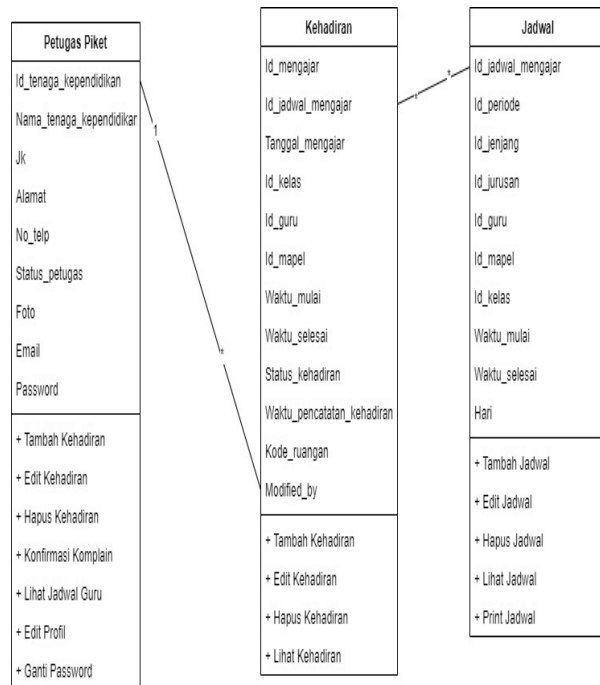 Petugas Piket
Id_tenaga_kependidikan
Nama_tenaga_kependidikar
Jk
Alamat
No_telp
Status_petugas
Foto
Email
Password
+ Tambah Kehadiran
+ Edit Kehadiran
+ Hapus Kehadiran
+ Konfirmasi Komplain
+ Lihat Jadwal Guru
+ Edit Profil
+ Ganti Password
1
*
Kehadiran
Id_mengajar
Id_jadwal_mengajar
Tanggal_mengajar
Id_kelas
Id_guru
Id_mapel
Waktu_mulai
Waktu_selesai
Status_kehadiran
Waktu_pencatatan_kehadiran
Kode_ruangan
Modified_by
+ Tambah Kehadiran
+ Edit Kehadiran
+ Hapus Kehadiran
+ Lihat Kehadiran
*
*
Jadwal
Id_jadwal_mengajar
Id_periode
Id_jenjang
Id_jurusan
Id_guru
Id_mapel
Id_kelas
Waktu_mulai
Waktu_selesai
Hari
+ Tambah Jadwal
+ Edit Jadwal
+ Hapus Jadwal
+ Lihat Jadwal
+ Print Jadwal